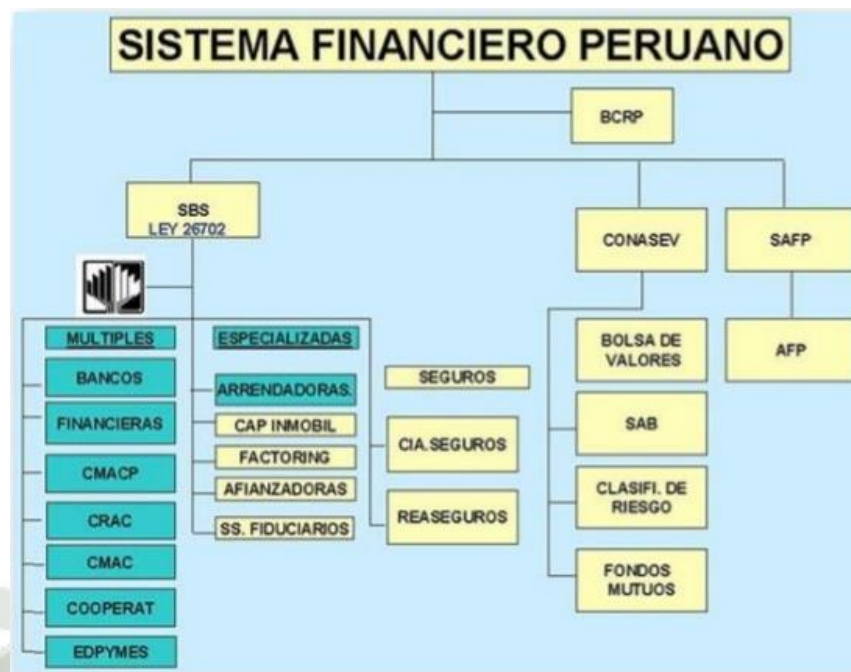 SISTEMA FINANCIERO PERUANO
BCRP
SBS
LEY 26702
CONASEV
SAFP
MULTIPLES
BANCOS
FINANCIERAS
CMACP
CRAC
CMAC
COOPERAT
EDPYMES
ESPECIALIZADAS
ARRENDADORAS.
CAP INMOBIL
FACTORING
AFIANZADORAS
SS. FIDUCIARIOS
SEGUROS
CIA.SEGUROS
REASEGUROS
BOLSA DE
VALORES
SAB
CLASIFI. DE
RIESGO
FONDOS
MUTUOS
AFP